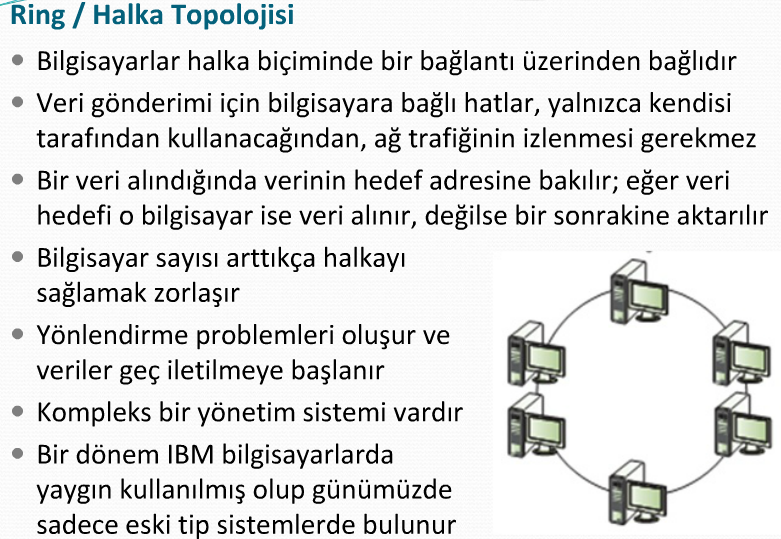 Ring / Halka Topolojisi
• Bilgisayarlar halka biçiminde bir bağlantı üzerinden bağlıdır
• Veri gönderimi için bilgisayara bağlı hatlar, yalnızca kendisi
tarafından kullanacağından, ağ trafiğinin izlenmesi gerekmez
• Bir veri alındığında verinin hedef adresine bakılır; eğer veri
hedefi o bilgisayar ise veri alınır, değilse bir sonrakine aktarılır
• Bilgisayar sayısı arttıkça halkayı
sağlamak zorlaşır
• Yönlendirme problemleri oluşur ve
veriler geç iletilmeye başlanır
• Kompleks bir yönetim sistemi vardır
• Bir dönem IBM bilgisayarlarda
yaygın kullanılmış olup günümüzde
sadece eski tip sistemlerde bulunur